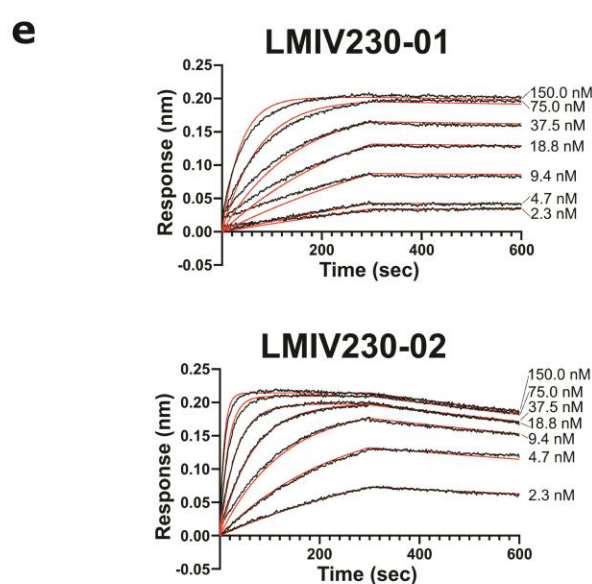 e
LMIV230-01
0.25
0.20
0.15
0.10
0.05
0.00
-0.05
Response (nm)
200 400 600
Time (sec)
150.0 nM
75.0 nM
37.5 nM
18.8 nM
9.4 nM
4.7 nM
2.3 nM
LMIV230-02
0.25
0.20
0.15
0.10
0.05
0.00
-0.05
Response (nm)
200 400 600
Time (sec)
150.0 nM
75.0 nM
37.5 nM
18.8 nM
9.4 nM
4.7 nM
2.3 nM